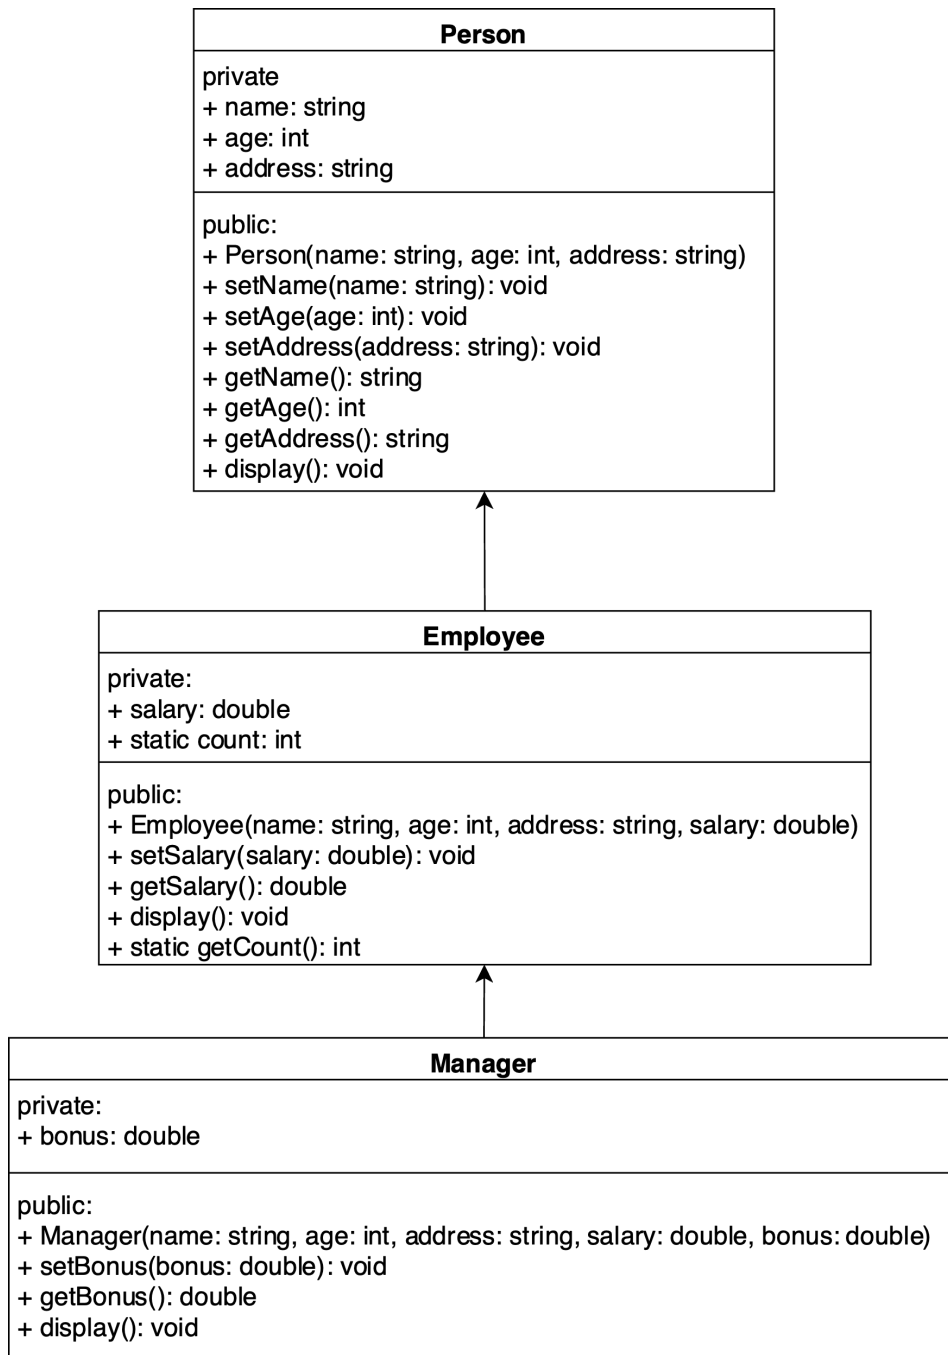 Person
private
+ name: string
+ age: int
+ address: string
public:
+ Person(name: string, age: int, address: string)
+ setName(name: string): void
+ setAge(age: int): void
+ setAddress(address: string): void
+ getName(): string
+ getAge(): int
+ getAddress(): string
+ display(): void
Employee
private:
+ salary: double
+ static count: int
public:
+ Employee(name: string, age: int, address: string, salary: double)
+ setSalary(salary: double): void
+ getSalary(): double
+ display(): void
+ static getCount(): int
Manager
private:
+ bonus: double
public:
+ Manager(name: string, age: int, address: string, salary: double, bonus: double)
+ setBonus(bonus: double): void
+ getBonus(): double
+ display(): void